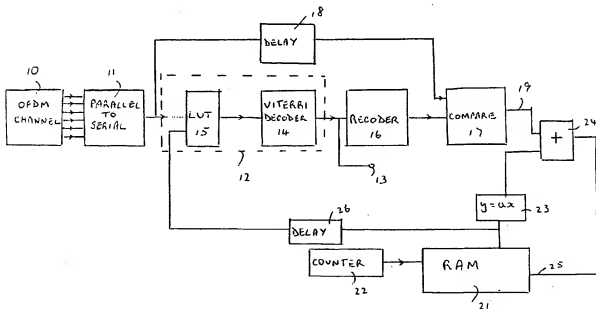 18
DELAY
10
OFDM
CHANNEL
11
PARALLEL
TO
SERIAL
LUT
15
VITERRI
DECODER
14
RECODER
16
COMPARE
17
19
24
+
12
13
26
DELAY
y=ax
23
COUNTER
22
RAM
21
25